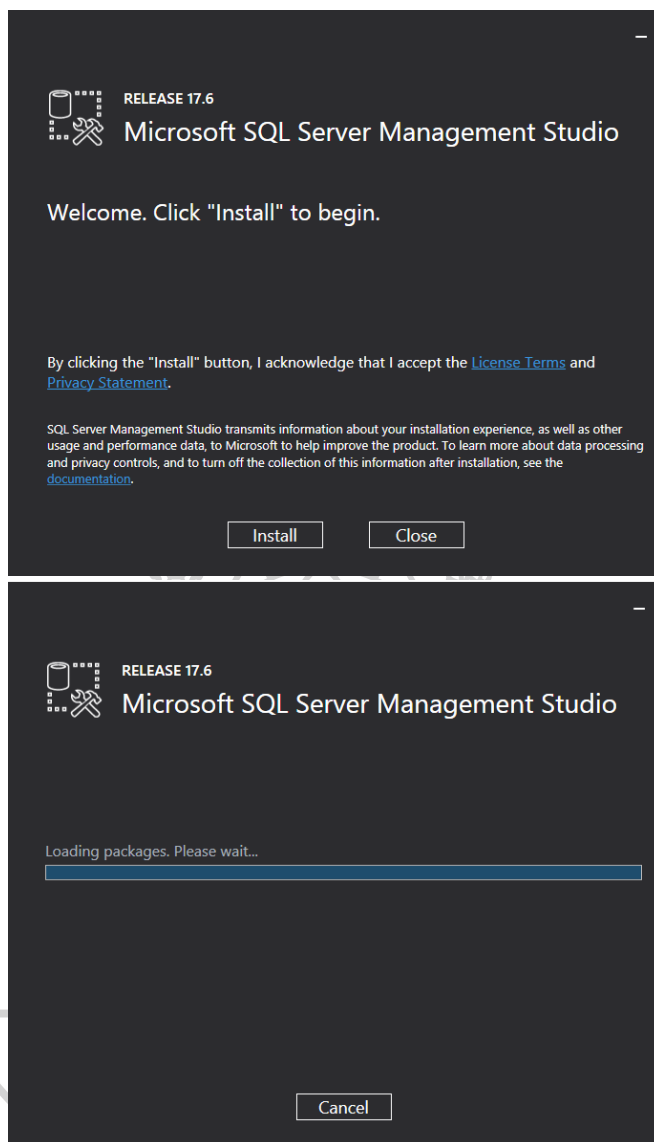 RELEASE 17.6
Microsoft SQL Server Management Studio
Welcome. Click "Install" to begin.
By clicking the "Install" button, I acknowledge that I accept the License Terms and
Privacy Statement.
SQL Server Management Studio transmits information about your installation experience, as well as other
usage and performance data, to Microsoft to help improve the product. To learn more about data processing
and privacy controls, and to turn off the collection of this information after installation, see the
documentation.
Install Close
RELEASE 17.6
Microsoft SQL Server Management Studio
Loading packages. Please wait...
Cancel